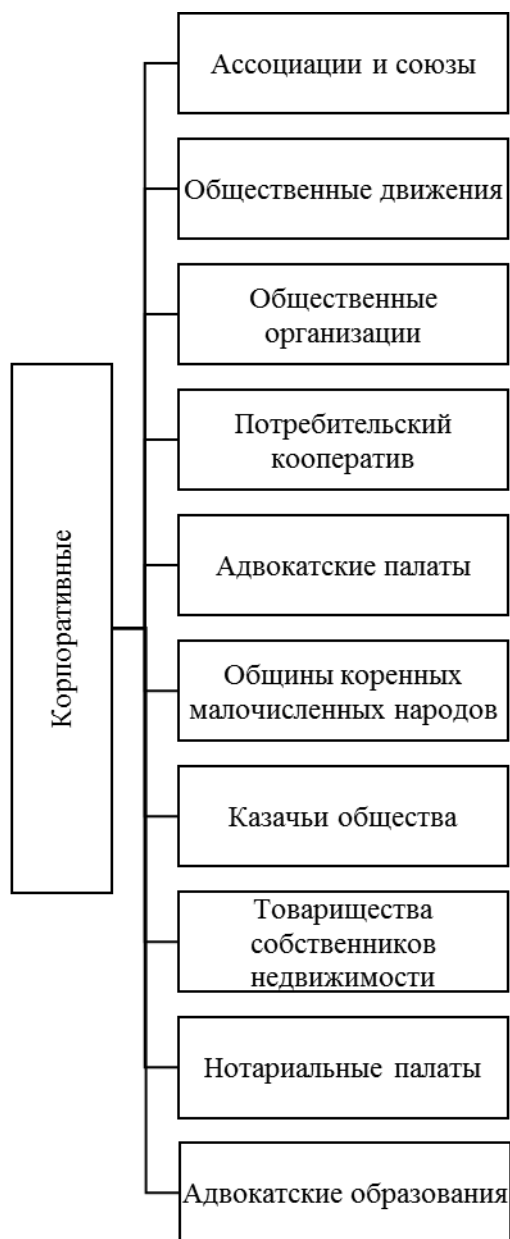 Корпоративные
Ассоциации и союзы
Общественные движения
Общественные
организации
Потребительский
кооператив
Адвокатские палаты
Общины коренных
малочисленных народов
Казачьи общества
Товарищества
собственников
недвижимости
Нотариальные палаты
Адвокатские образования